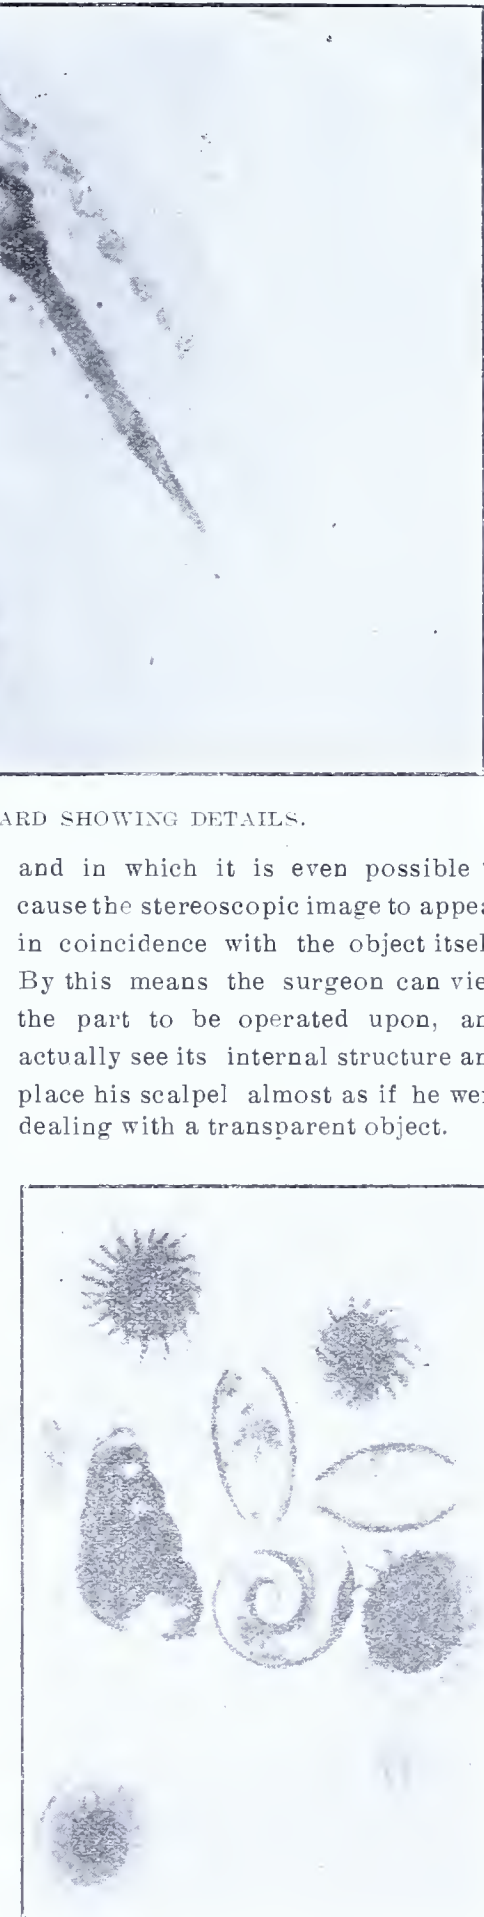 ARD SHOWING DETAILS.
and in which it is even possible
cause the stereoscopic image to appea
in coincidence with the object itsel
By this means the surgeon can vie
the part to be operated upon, an
actually see its internal structure an
place his scalpel almost as if he wer
dealing with a transparent object.